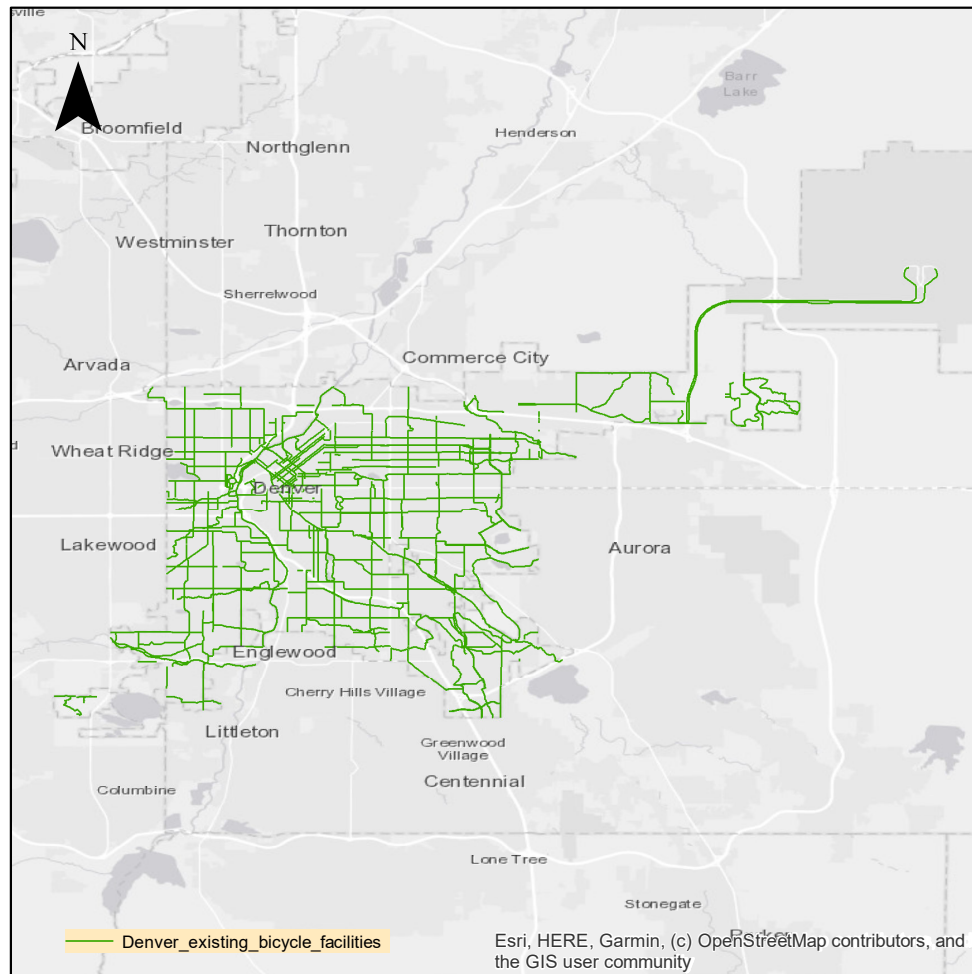 sville
N
Barr
Lake
Broomfield
Henderson
Northglenn
Thornton
Westminster
Sherrelwood
Commerce City
Arvada
d
Wheat Ridge
Denver
Lakewood
Aurora
Englewood
Cherry Hills Village
Littleton
Greenwood
Village
Centennial
Columbine
Lone Tree
Stonegate
Parker
Denver_existing_bicycle_facilities
Esri, HERE, Garmin, (c) OpenStreetMap contributors, and
the GIS user community